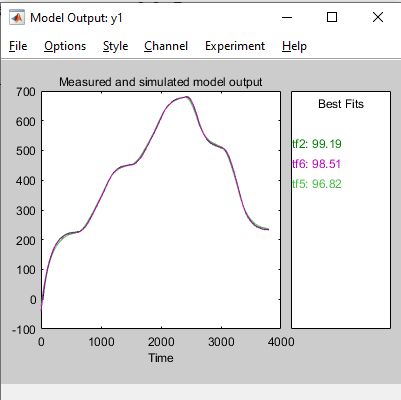 Model Output: y1
File Options Style Channel Experiment Help
Measured and simulated model output
Best Fits
tf2: 99.19
tf6: 98.51
tf5: 96.82
700
600
500
400
300
200
100
0
-100
0 1000 2000 3000 4000
Time